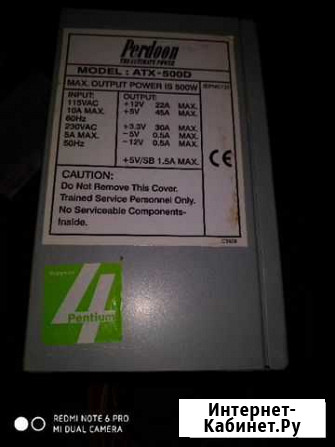 Perdoon
THE ULTIMATE POWER
MODEL : ATX-500D
MAX. OUTPUT POWER IS 500W
INPUT: OUTPUT:
115VAC +12V 22A MAX.
10A MAX. +5V 45A MAX.
60Hz
230VAC +3.3V 30A MAX.
5A MAX. -5V 0.5A MAX.
50Hz -12V 0.5A MAX.
+5V/SB 1.5A MAX.
CE
CAUTION:
Do Not Remove This Cover.
Trained Service Personnel Only.
No Serviceable Components-
Inside.
4
Pentium
REDMI NOTE 6 PRO
MI DUAL CAMERA
Интернет-
Кабинет.Ру